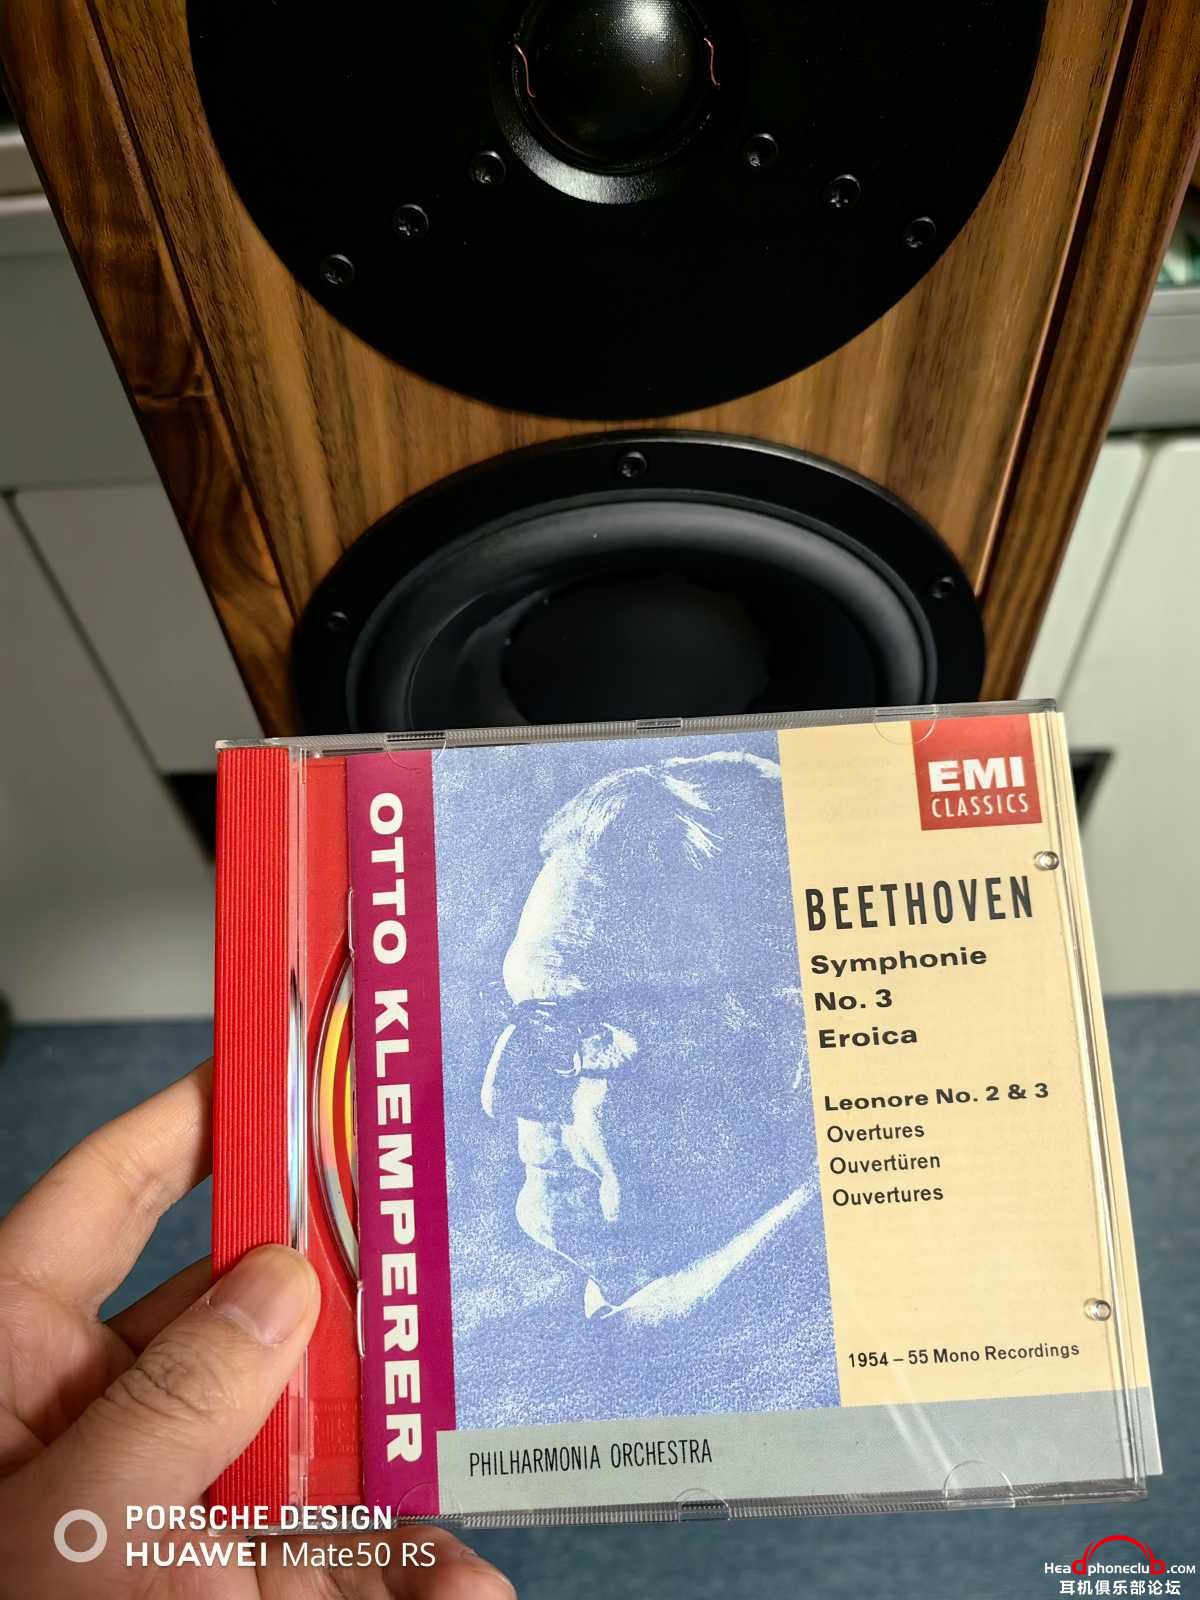 EMI
CLASSICS
OTTO KLEMPERER
BEETHOVEN
Symphonie
No. 3
Eroica
Leonore No. 2 & 3
Overtures
Ouvertüren
Ouvertures
1954 – 55 Mono Recordings
PHILHARMONIA ORCHESTRA
PORSCHE DESIGN
HUAWEI Mate50 RS
Headphoneclub.com
耳机俱乐部论坛